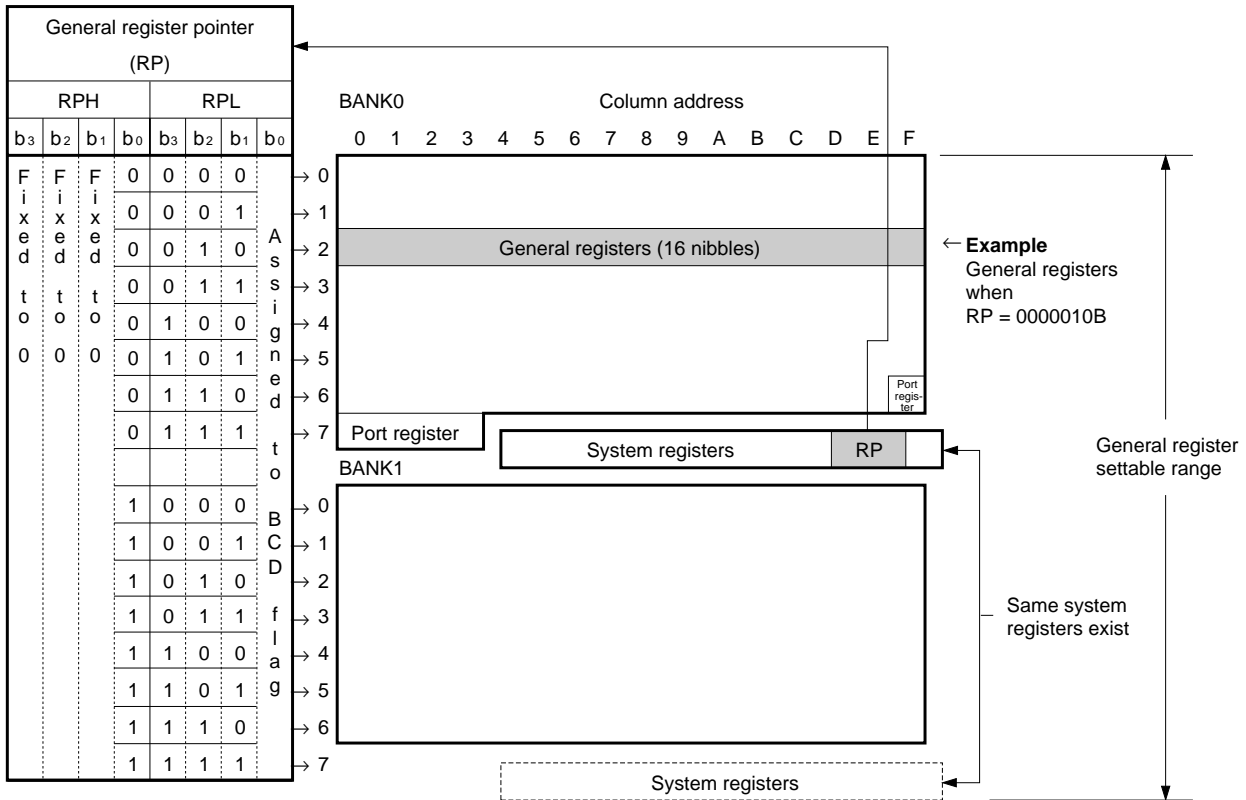 General register pointer
(RP)
RPH RPL
b3 b2 b1 b0 b3 b2 b1 b0
Fixed to 0
Fixed to 0
Fixed to 0
Assigned to BCD flag
BANK0
Column address
0 1 2 3 4 5 6 7 8 9 A B C D E F
0 0 0 0 → 0
0 0 0 1 → 1
0 0 1 0 → 2
0 0 1 1 → 3
0 1 0 0 → 4
0 1 0 1 → 5
0 1 1 0 → 6
0 1 1 1 → 7
General registers (16 nibbles)
← Example
General registers
when
RP = 0000010B
Port
regis-
ter
Port register
System registers
RP
BANK1
1 0 0 0 → 0
1 0 0 1 → 1
1 0 1 0 → 2
1 0 1 1 → 3
1 1 0 0 → 4
1 1 0 1 → 5
1 1 1 0 → 6
1 1 1 1 → 7
System registers
General register
settable range
Same system
registers exist